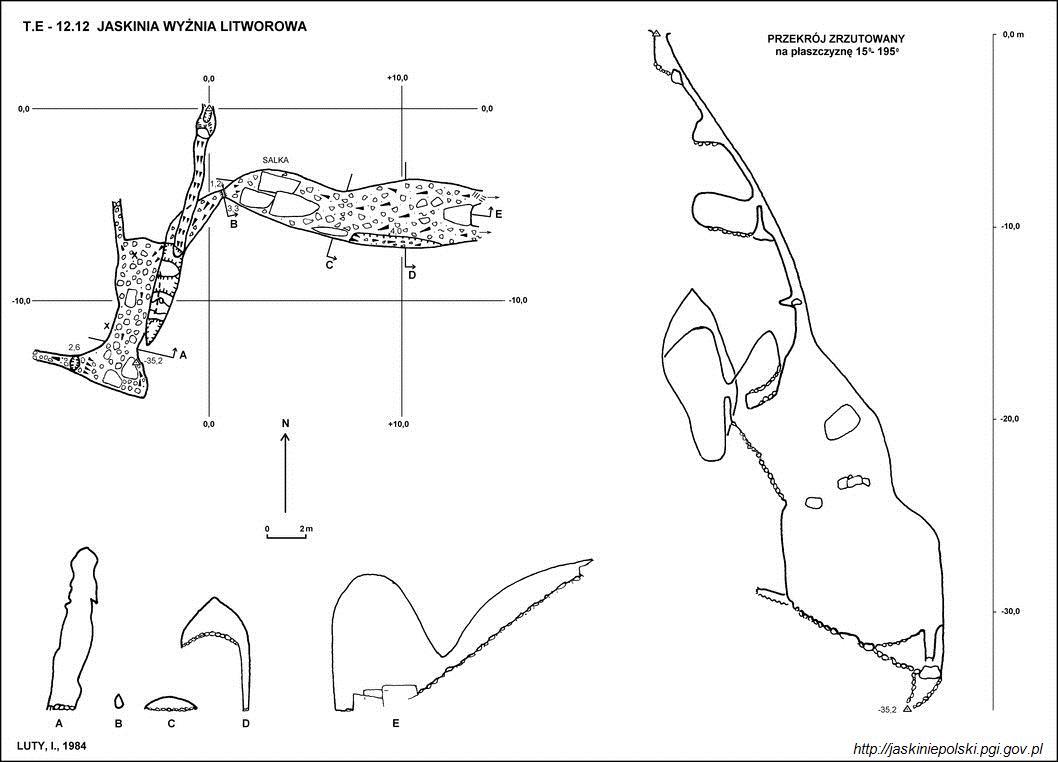 T.E - 12.12 JASKINIA WYŻNIA LITWOROWA
PRZEKRÓJ ZRZUTOWANY
na płaszczyznę 15°- 195°
0,0 m
-10,0
-20,0
-30,0
-35,2
0,0
+10,0
0,0
0,0
SALKA
1,2
3,3
B
4,0
E
C
D
-10,0
-10,0
x
x
2,6
A
-35,2
0,0
+10,0
N
0 2m
A B C D E
LUTY, I., 1984
http://jaskiniepolski.pgi.gov.pl